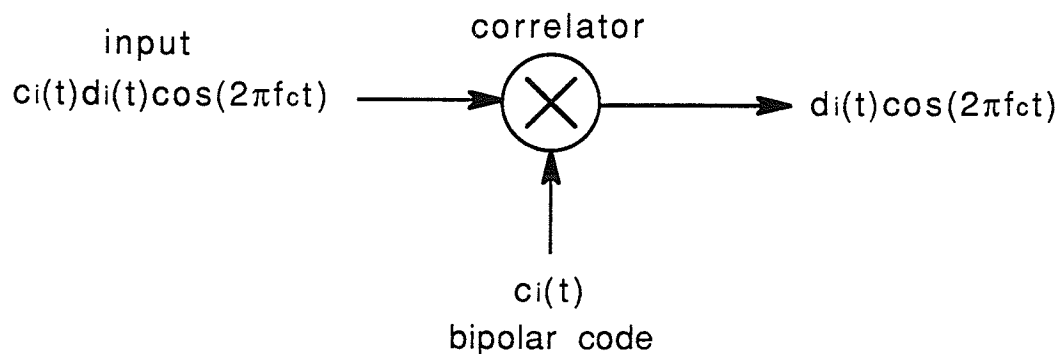 input
correlator
ci(t)di(t)cos(2πfct)
di(t)cos(2πfct)
ci(t)
bipolar code